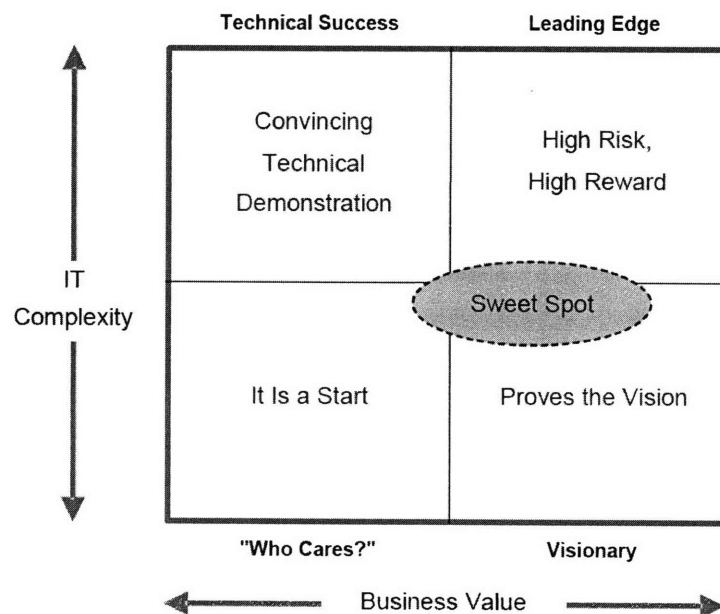 Technical Success
Leading Edge
Convincing
Technical
Demonstration
High Risk,
High Reward
IT
Complexity
Sweet Spot
It Is a Start
Proves the Vision
"Who Cares?"
Visionary
Business Value